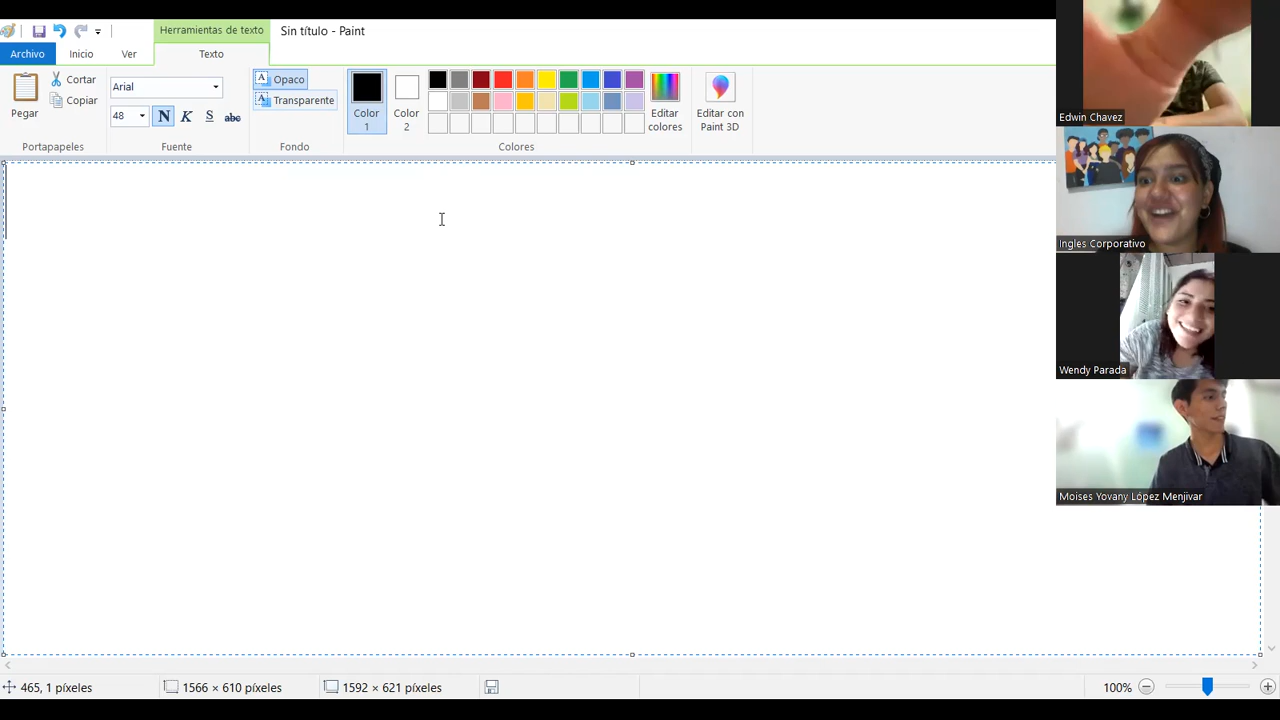 Herramientas de texto
Sin título - Paint
Archivo
Inicio
Ver
Texto
Pegar
Cortar
Copiar
Portapapeles
Arial
48
N K S abc
Fuente
A Opaco
A Transparente
Fondo
Color 1
Color 2
Editar colores
Colores
Editar con Paint 3D
Edwin Chavez
Ingles Corporativo
Wendy Parada
Moises Yovany López Menjivar
465, 1 píxeles
1566 × 610 píxeles
1592 × 621 píxeles
100%